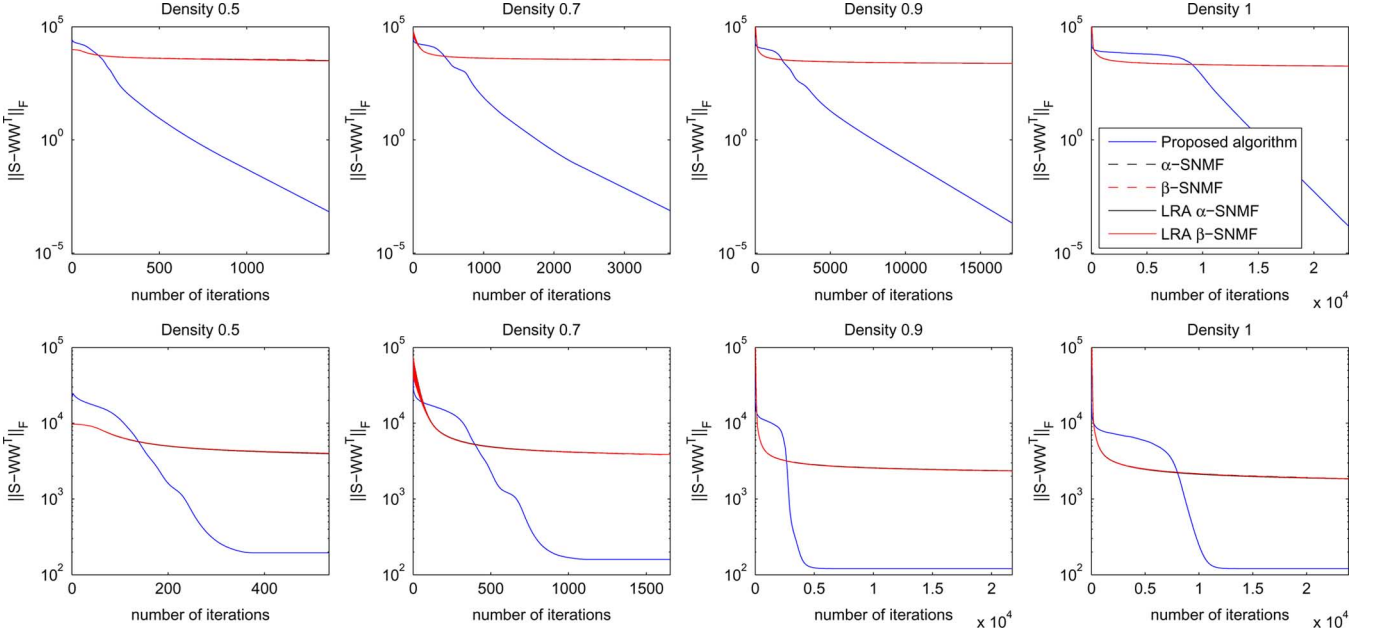 Density 0.5
Density 0.7
Density 0.9
Density 1
10^5
10^0
10^-5
||S-WW^T||_F
0 500 1000
number of iterations
10^5
10^0
10^-5
||S-WW^T||_F
0 1000 2000 3000
number of iterations
10^5
10^0
10^-5
||S-WW^T||_F
0 5000 10000 15000
number of iterations
10^5
10^0
10^-5
||S-WW^T||_F
Proposed algorithm
α-SNMF
β-SNMF
LRA α-SNMF
LRA β-SNMF
0 0.5 1 1.5 2
number of iterations
x 10^4
Density 0.5
Density 0.7
Density 0.9
Density 1
10^5
10^4
10^3
10^2
||S-WW^T||_F
0 200 400
number of iterations
10^5
10^4
10^3
10^2
||S-WW^T||_F
0 500 1000 1500
number of iterations
10^5
10^4
10^3
10^2
||S-WW^T||_F
0 0.5 1 1.5 2
number of iterations
x 10^4
10^5
10^4
10^3
10^2
||S-WW^T||_F
0 0.5 1 1.5 2
number of iterations
x 10^4